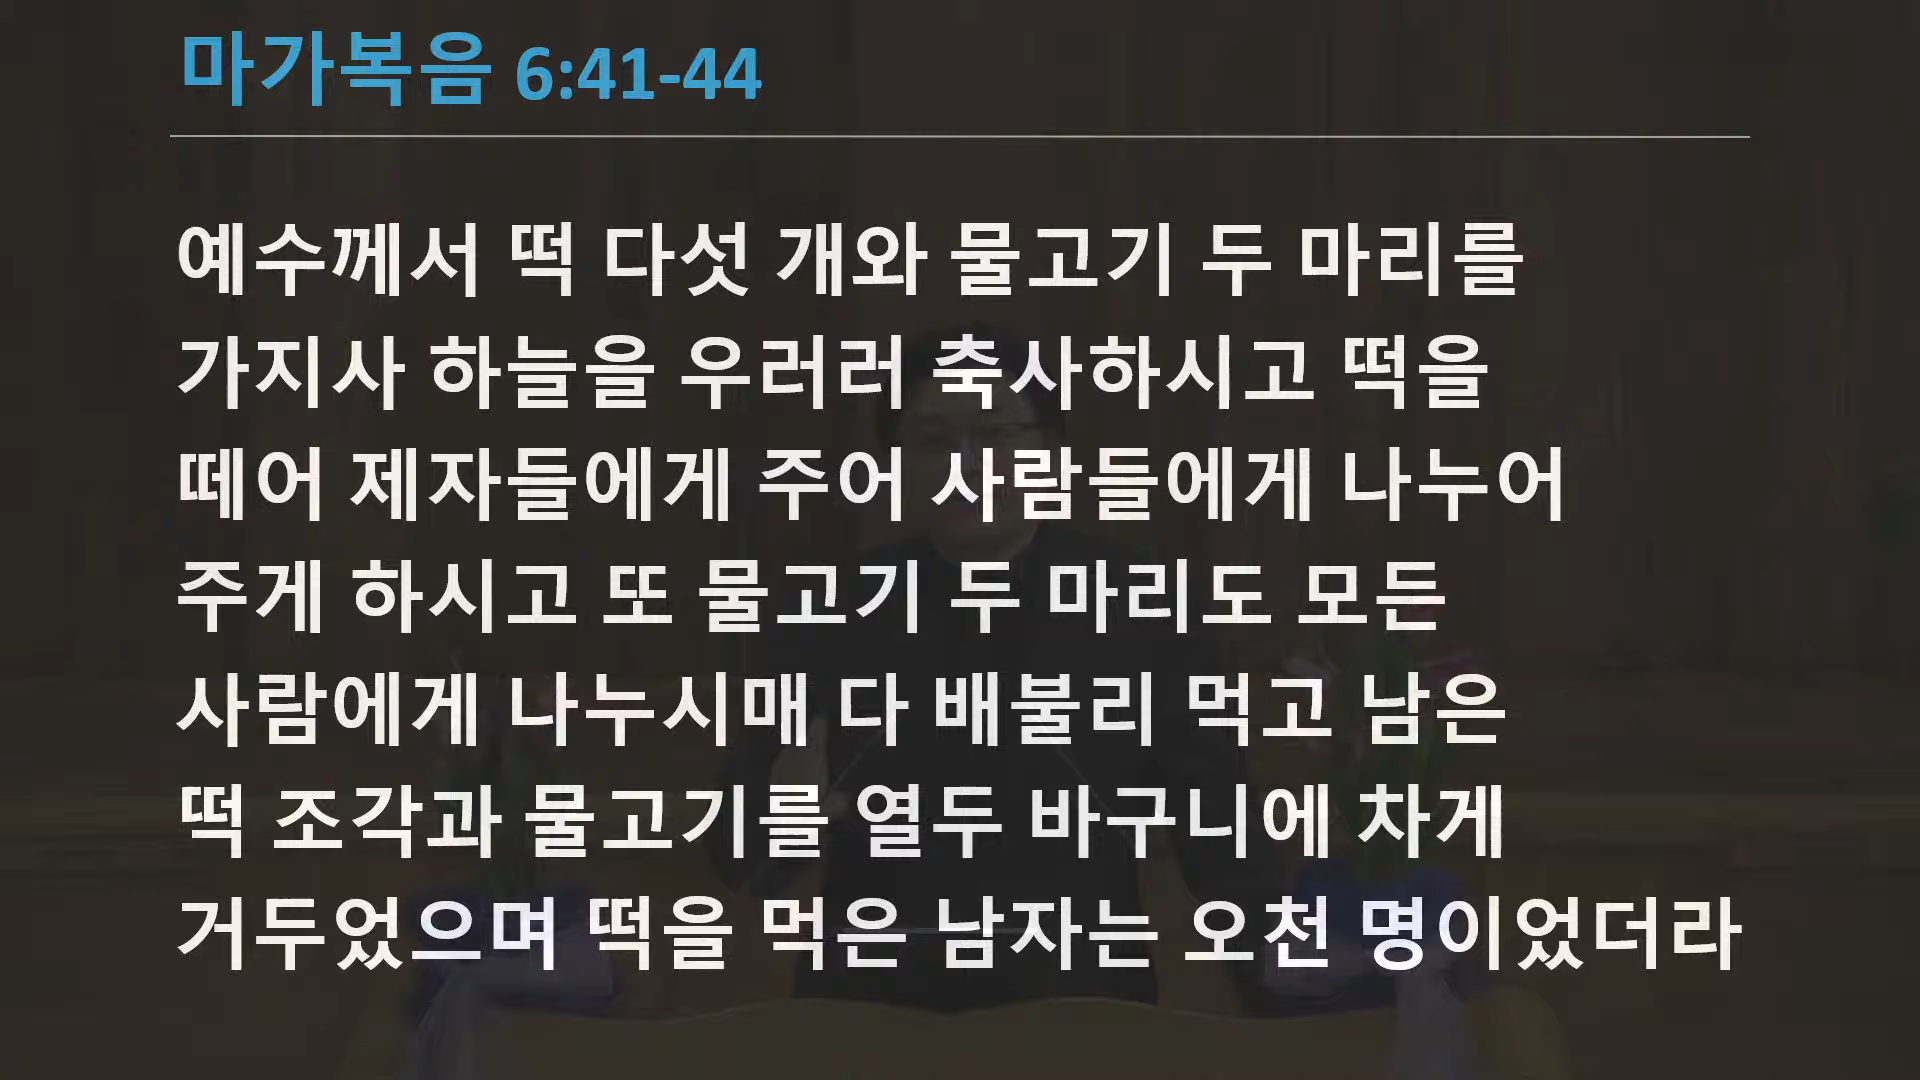 마가복음 6:41-44
예수께서 떡 다섯 개와 물고기 두 마리를
가지사 하늘을 우러러 축사하시고 떡을
떼어 제자들에게 주어 사람들에게 나누어
주게 하시고 또 물고기 두 마리도 모든
사람에게 나누시매 다 배불리 먹고 남은
떡 조각과 물고기를 열두 바구니에 차게
거두었으며 떡을 먹은 남자는 오천 명이었더라